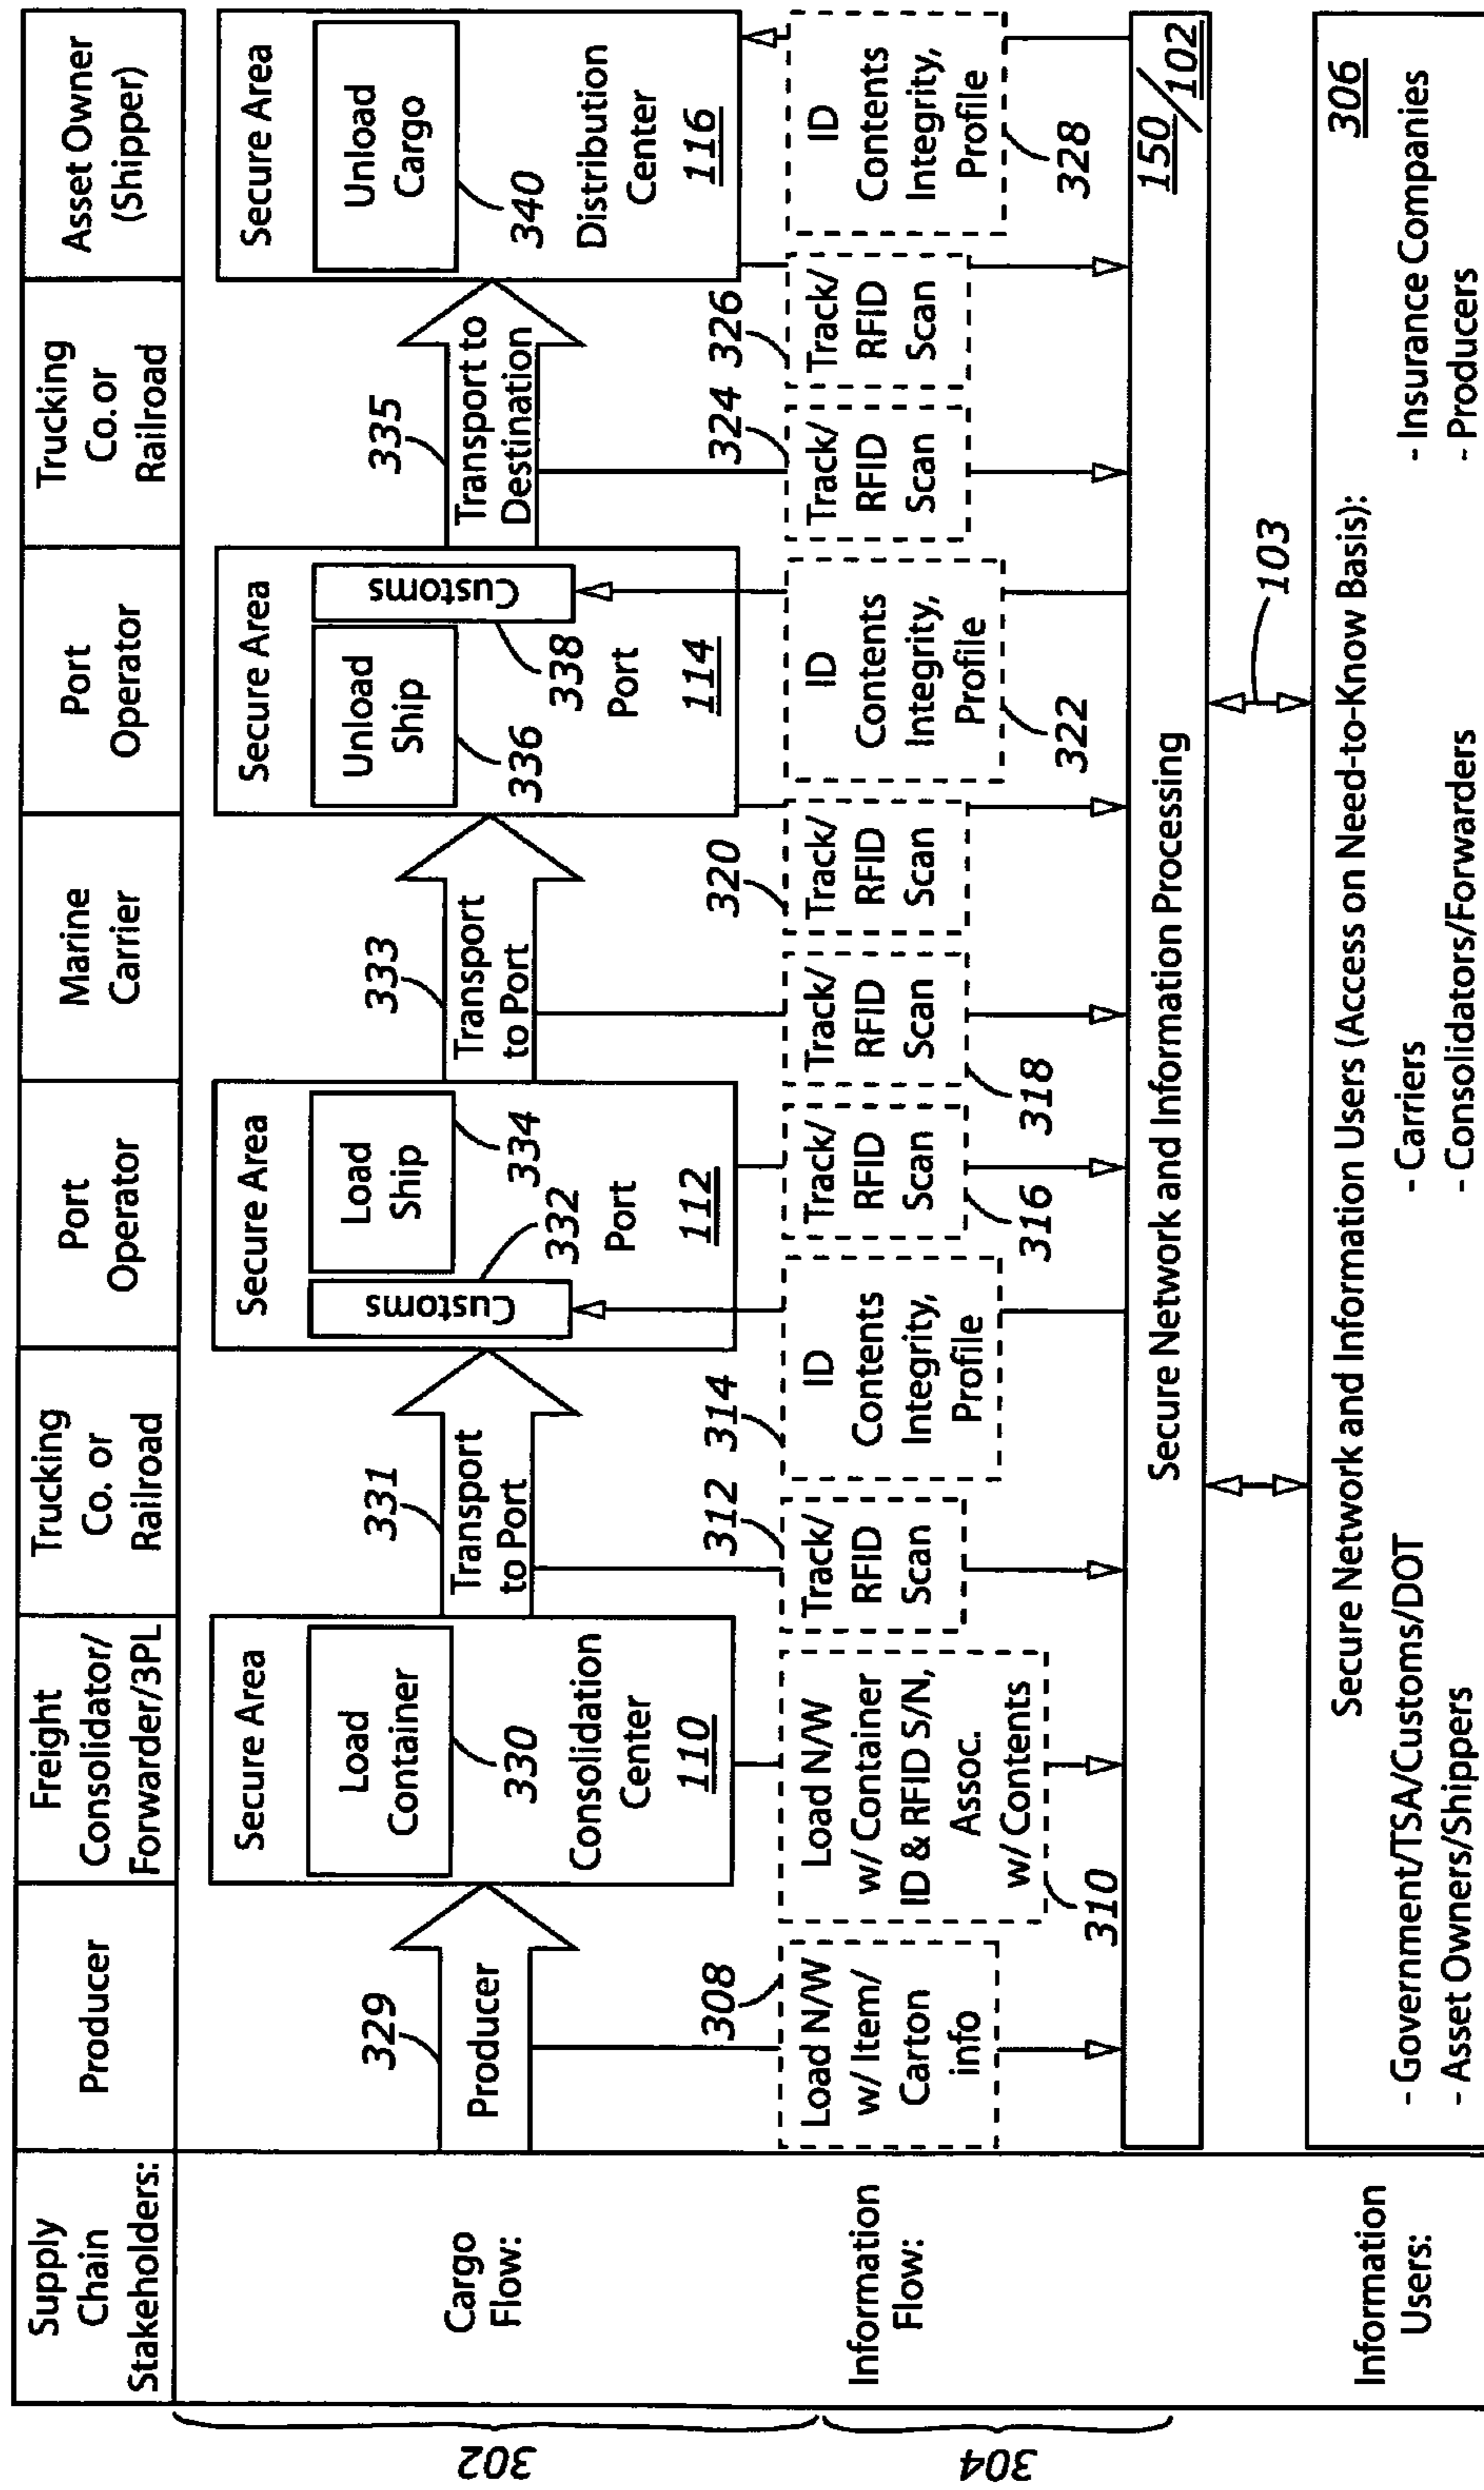 Supply
Chain
Stakeholders:
Producer
Freight
Consolidator/
Forwarder/3PL
Trucking
Co. or
Railroad
Port
Operator
Marine
Carrier
Port
Operator
Trucking
Co. or
Railroad
Asset Owner
(Shipper)
302
Cargo
Flow:
329
Producer
Secure Area
Load
Container
330
Consolidation
Center
110
331
Transport
to Port
Secure Area
Customs
Load
Ship
334
332
Port
112
333
Transport
to Port
Secure Area
Unload
Ship
Customs
336
338
Port
114
335
Transport to
Destination
Secure Area
Unload
Cargo
340
Distribution
Center
116
304
Information
Flow:
308
Load N/W
w/ Item/
Carton
info
Load N/W
w/ Container
ID & RFID S/N,
Assoc.
w/ Contents
310
312
Track/
RFID
Scan
314
ID
Contents
Integrity,
Profile
Track/
RFID
Scan
316
Track/
RFID
Scan
318
320
Track/
RFID
Scan
ID
Contents
Integrity,
Profile
322
324
Track/
RFID
Scan
326
Track/
RFID
Scan
ID
Contents
Integrity,
Profile
328
Secure Network and Information Processing
150/102
103
Information
Users:
Secure Network and Information Users (Access on Need-to-Know Basis):
306
- Government/TSA/Customs/DOT
- Asset Owners/Shippers
- Carriers
- Consolidators/Forwarders
- Insurance Companies
- Producers